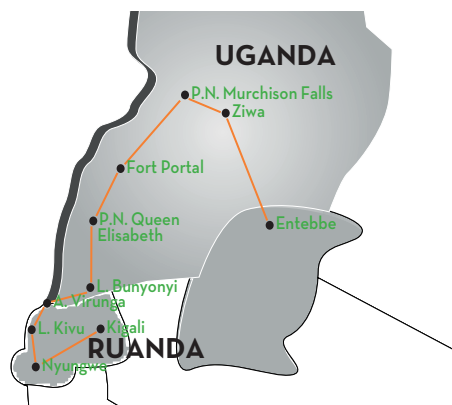 UGANDA
P.N. Murchison Falls
Ziwa
Fort Portal
P.N. Queen
Elisabeth
Entebbe
L. Bunyonyi
A. Virunga
L. Kivu
Kigali
RUANDA
Nyungwe